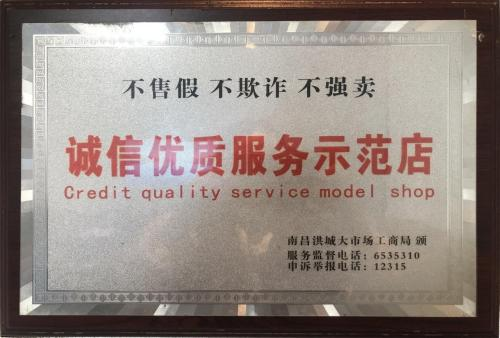 不售假 不欺诈 不强卖
诚信优质服务示范店
Credit quality service model shop
南昌洪城大市场工商局 颁
服务监督电话：6535310
申诉举报电话：12315